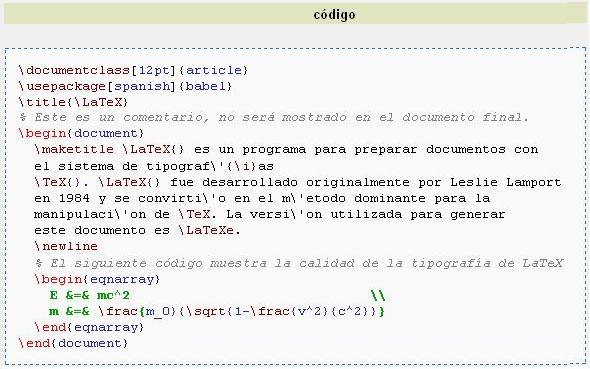 código
\documentclass[12pt]{article}
\usepackage[spanish]{babel}
\title{\LaTeX}
% Este es un comentario, no será mostrado en el documento final.
\begin{document}
\maketitle \LaTeX{} es un programa para preparar documentos con
el sistema de tipograf\'{\i}as
\TeX{}. \LaTeX{} fue desarrollado originalmente por Leslie Lamport
en 1984 y se convirti\'o en el m\'etodo dominante para la
manipulaci\'on de \TeX. La versi\'on utilizada para generar
este documento es \LaTeXe.
\newline
% El siguiente código muestra la calidad de la tipografía de LaTeX
\begin{eqnarray}
E &=& mc^2 \\
m &=& \frac{m_0}{\sqrt{1-\frac{v^2}{c^2}}}
\end{eqnarray}
\end{document}